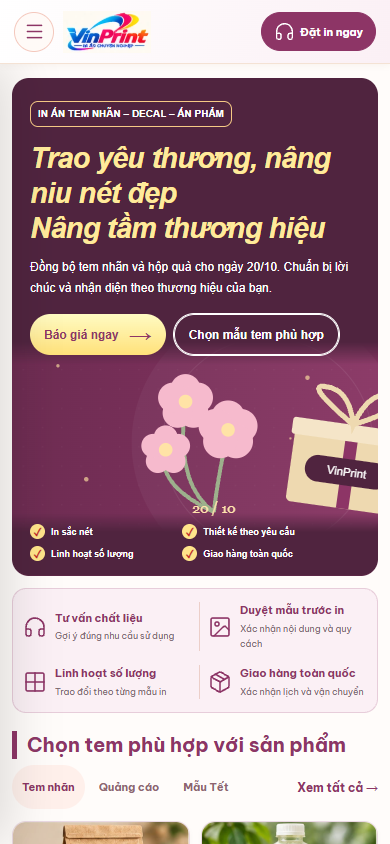 VinPrint
IN ẤN CHUYÊN NGHIỆP
Đặt in ngay
IN ẤN TEM NHÃN – DECAL – ẤN PHẨM
Trao yêu thương, nâng
niu nét đẹp
Nâng tầm thương hiệu
Đồng bộ tem nhãn và hộp quà cho ngày 20/10. Chuẩn bị lời
chúc và nhận diện theo thương hiệu của bạn.
Báo giá ngay →
Chọn mẫu tem phù hợp
VinPrint
20 / 10
In sắc nét
Thiết kế theo yêu cầu
Linh hoạt số lượng
Giao hàng toàn quốc
Tư vấn chất liệu
Gợi ý đúng nhu cầu sử dụng
Duyệt mẫu trước in
Xác nhận nội dung và quy
cách
Linh hoạt số lượng
Trao đổi theo từng mẫu in
Giao hàng toàn quốc
Xác nhận lịch và vận chuyển
Chọn tem phù hợp với sản phẩm
Tem nhãn
Quảng cáo
Mẫu Tết
Xem tất cả →